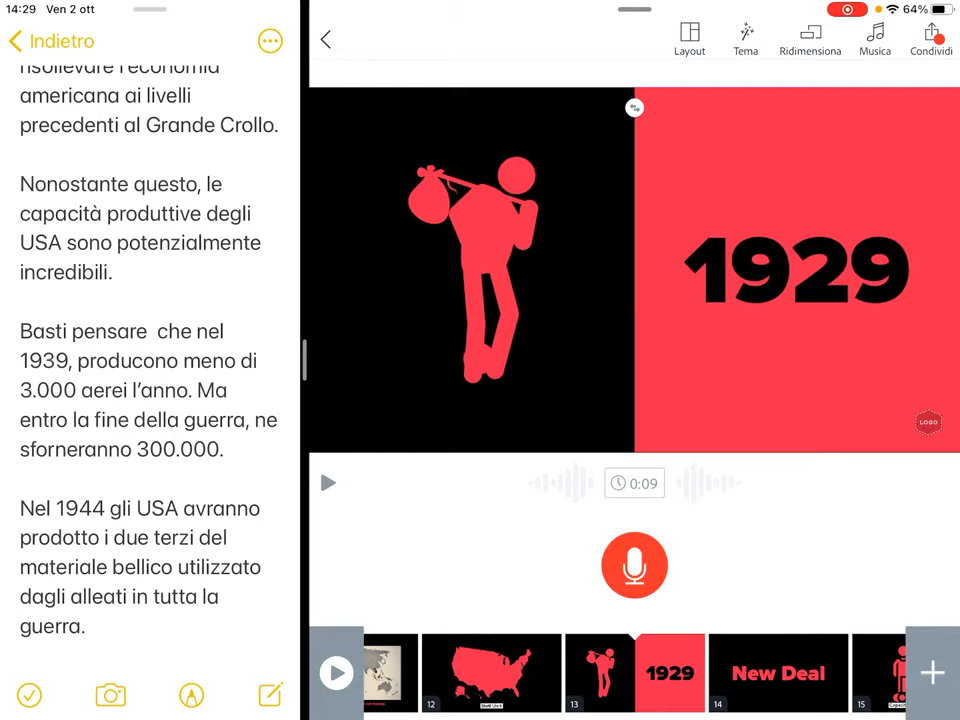 14:29 Ven 2 ott
64%
Indietro
risollevare l'economia
americana ai livelli
precedenti al Grande Crollo.
Nonostante questo, le
capacità produttive degli
USA sono potenzialmente
incredibili.
Basti pensare  che nel
1939, producono meno di
3.000 aerei l'anno. Ma
entro la fine della guerra, ne
sforneranno 300.000.
Nel 1944 gli USA avranno
prodotto i due terzi del
materiale bellico utilizzato
dagli alleati in tutta la
guerra.
Layout Tema Ridimensiona Musica Condividi
1929
LOGO
0:09
12
Stati Uniti
13
1929
14
New Deal
15